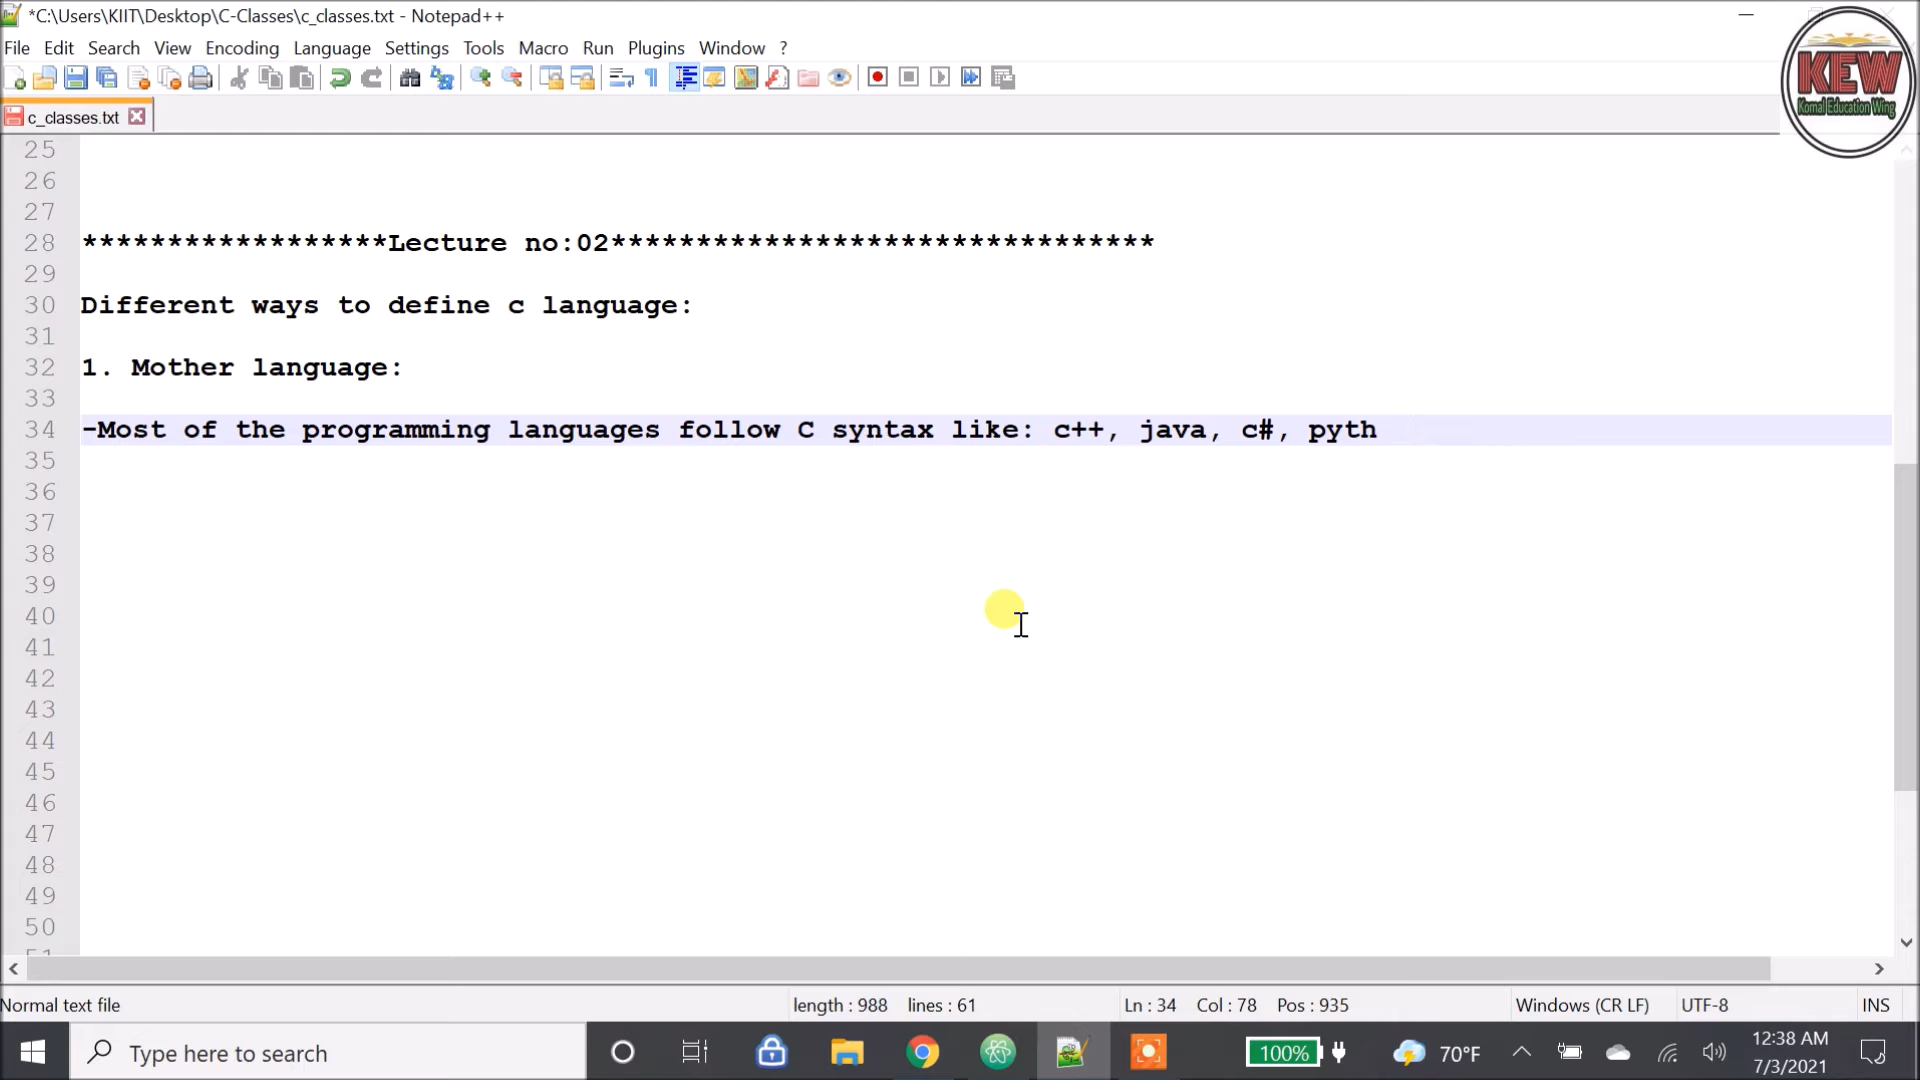 *C:\Users\KIIT\Desktop\C-Classes\c_classes.txt - Notepad++
File Edit Search View Encoding Language Settings Tools Macro Run Plugins Window ?
c_classes.txt
KEW
Komal Education Wing
25
26
27
28 ******************Lecture no:02********************************
29
30 Different ways to define c language:
31
32 1. Mother language:
33
34 -Most of the programming languages follow C syntax like: c++, java, c#, pyth
35
36
37
38
39
40
41
42
43
44
45
46
47
48
49
50
51
Normal text file length : 988 lines : 61 Ln : 34 Col : 78 Pos : 935 Windows (CR LF) UTF-8 INS
Type here to search 100% 70°F 12:38 AM
7/3/2021